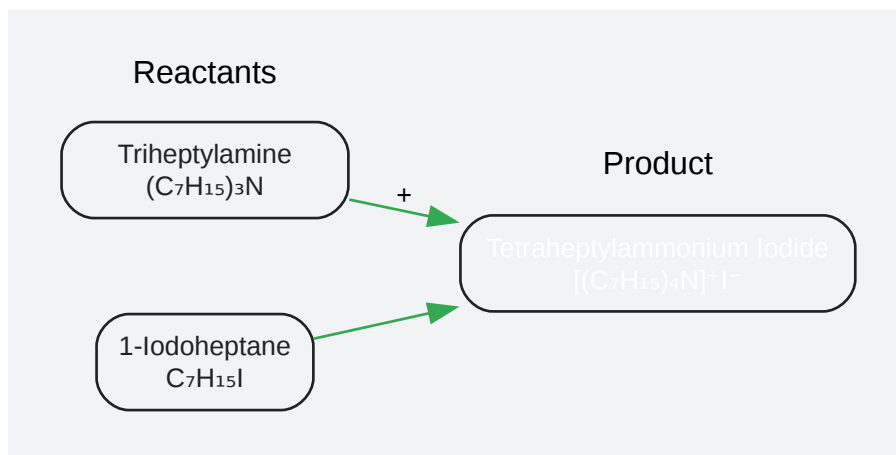 Reactants
Triheptylamine
(C₇H₁₅)₃N
+
Product
Tetraheptylammonium Iodide
[(C₇H₁₅)₄N]⁺I⁻
1-Iodoheptane
C₇H₁₅I